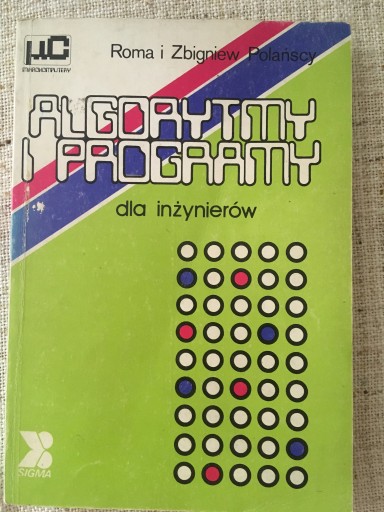 µC
MIKROKOMPUTERY
Roma i Zbigniew Polańscy
ALGORYTMY
I PROGRAMY
dla inżynierów
SIGMA